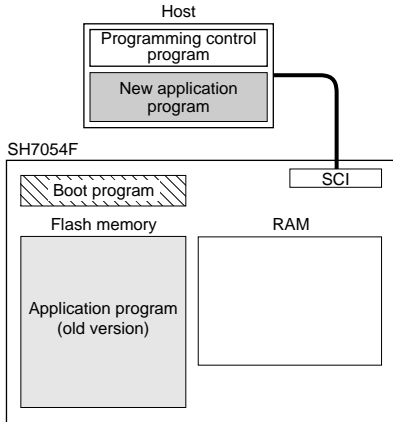 Host
Programming control
program
New application
program
SH7054F
SCI
Boot program
Flash memory
RAM
Application program
(old version)